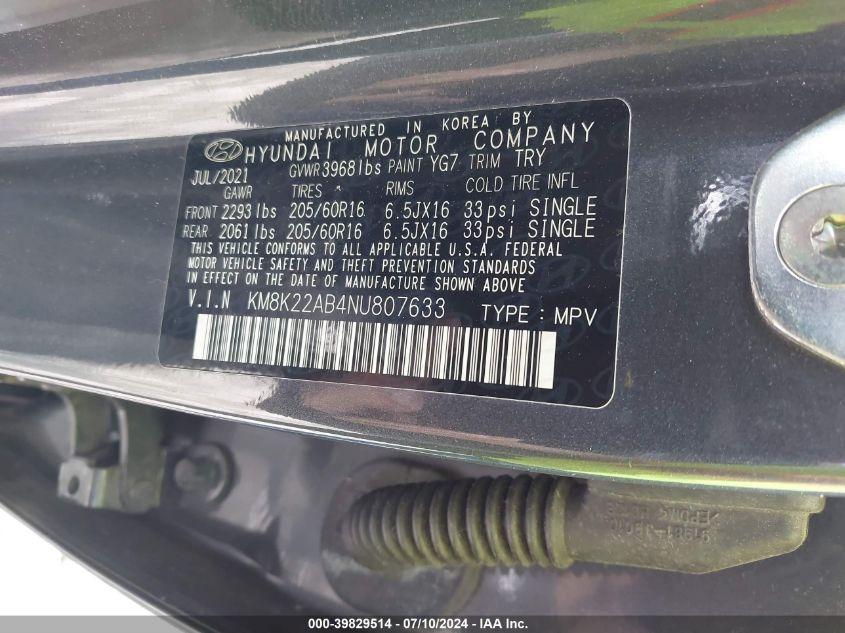 MANUFACTURED IN KOREA BY
HYUNDAI MOTOR COMPANY
JUL/2021 GVWR 3968lbs PAINT YG7 TRIM TRY
GAWR TIRES RIMS COLD TIRE INFL
FRONT 2293 lbs 205/60R16 6.5JX16 33psi SINGLE
REAR 2061 lbs 205/60R16 6.5JX16 33psi SINGLE
THIS VEHICLE CONFORMS TO ALL APPLICABLE U.S.A. FEDERAL
MOTOR VEHICLE SAFETY AND THEFT PREVENTION STANDARDS
IN EFFECT ON THE DATE OF MANUFACTURE SHOWN ABOVE
V.I.N KM8K22AB4NU807633 TYPE : MPV
000-39829514 - 07/10/2024 - IAA Inc.